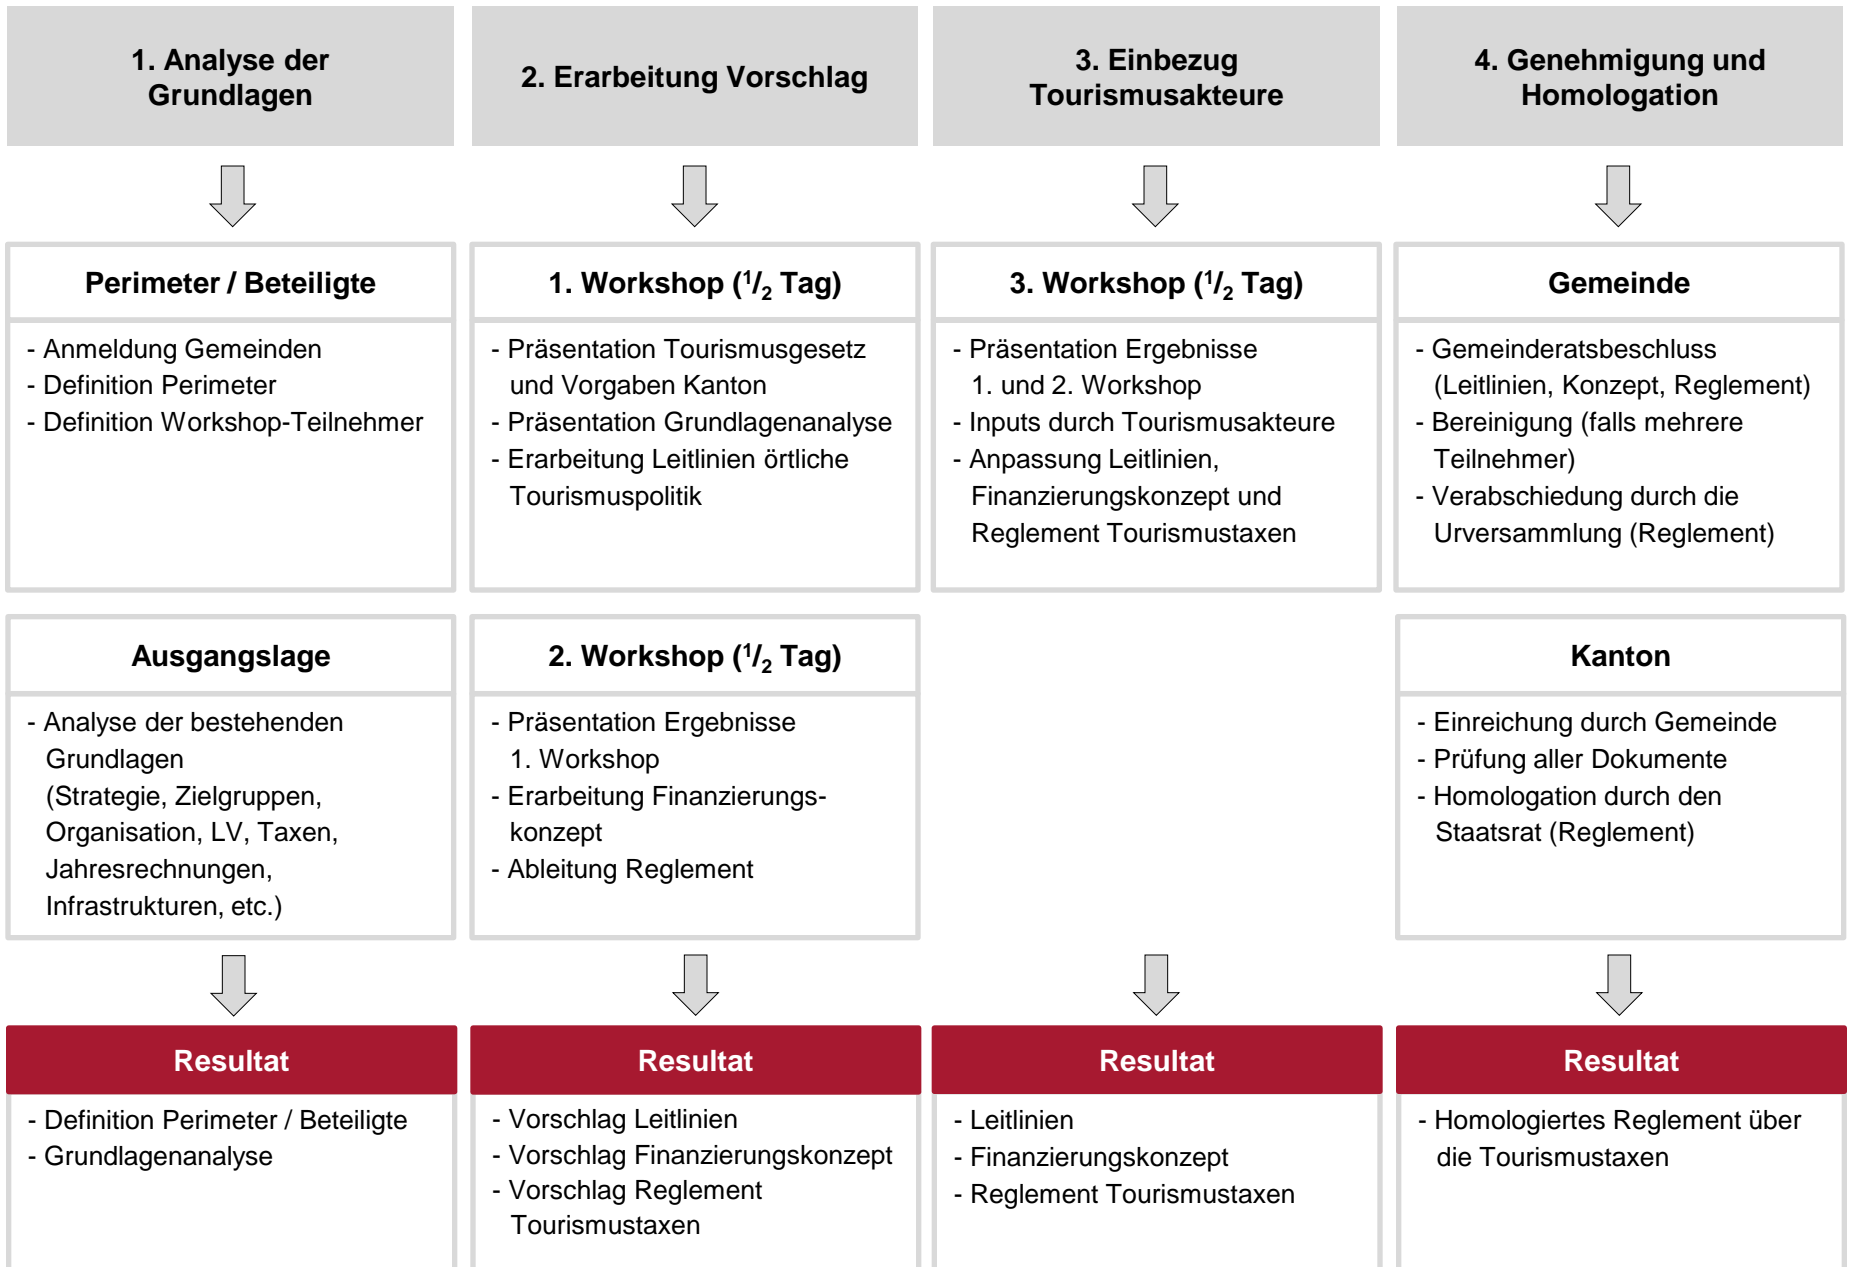 1. Analyse der
Grundlagen
Perimeter / Beteiligte
- Anmeldung Gemeinden
- Definition Perimeter
- Definition Workshop-Teilnehmer
Ausgangslage
- Analyse der bestehenden
Grundlagen
(Strategie, Zielgruppen,
Organisation, LV, Taxen,
Jahresrechnungen,
Infrastrukturen, etc.)
Resultat
- Definition Perimeter / Beteiligte
- Grundlagenanalyse
2. Erarbeitung Vorschlag
1. Workshop (1/2 Tag)
- Präsentation Tourismusgesetz
und Vorgaben Kanton
- Präsentation Grundlagenanalyse
- Erarbeitung Leitlinien örtliche
Tourismuspolitik
2. Workshop (1/2 Tag)
- Präsentation Ergebnisse
1. Workshop
- Erarbeitung Finanzierungs-
konzept
- Ableitung Reglement
Resultat
- Vorschlag Leitlinien
- Vorschlag Finanzierungskonzept
- Vorschlag Reglement
Tourismustaxen
3. Einbezug
Tourismusakteure
3. Workshop (1/2 Tag)
- Präsentation Ergebnisse
1. und 2. Workshop
- Inputs durch Tourismusakteure
- Anpassung Leitlinien,
Finanzierungskonzept und
Reglement Tourismustaxen
Resultat
- Leitlinien
- Finanzierungskonzept
- Reglement Tourismustaxen
4. Genehmigung und
Homologation
Gemeinde
- Gemeinderatsbeschluss
(Leitlinien, Konzept, Reglement)
- Bereinigung (falls mehrere
Teilnehmer)
- Verabschiedung durch die
Urversammlung (Reglement)
Kanton
- Einreichung durch Gemeinde
- Prüfung aller Dokumente
- Homologation durch den
Staatsrat (Reglement)
Resultat
- Homologiertes Reglement über
die Tourismustaxen